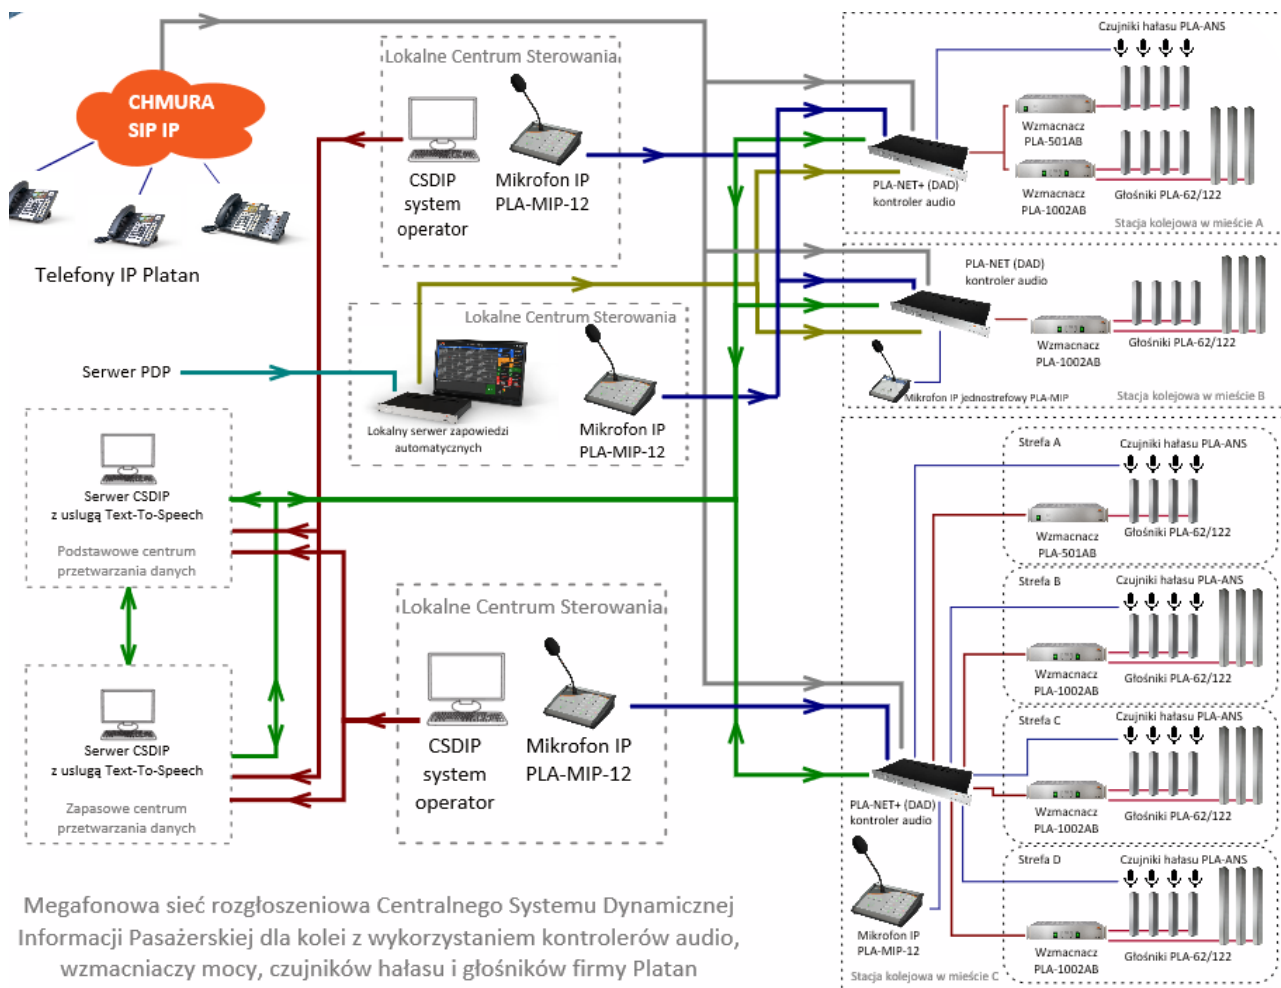 CHMURA
SIP IP
Telefony IP Platan
Lokalne Centrum Sterowania
CSDIP
system
operator
Mikrofon IP
PLA-MIP-12
Lokalne Centrum Sterowania
Serwer PDP
Lokalny serwer zapowiedzi
automatycznych
Mikrofon IP
PLA-MIP-12
Serwer CSDIP
z uslugą Text-To-Speech
Podstawowe centrum
przetwarzania danych
Lokalne Centrum Sterowania
CSDIP
system
operator
Mikrofon IP
PLA-MIP-12
Serwer CSDIP
z uslugą Text-To-Speech
Zapasowe centrum
przetwarzania danych
Czujniki hałasu PLA-ANS
Wzmacnacz
PLA-501AB
PLA-NET+ (DAD)
kontroler audio
Wzmacnacz
PLA-1002AB
Głośniki PLA-62/122
Stacja kolejowa w mieście A
PLA-NET (DAD)
kontroler audio
Wzmacnacz
PLA-1002AB
Głośniki PLA-62/122
Mikrofon IP jednostrefowy PLA-MIP
Stacja kolejowa w mieście B
Strefa A
Czujniki hałasu PLA-ANS
Wzmacnacz
PLA-501AB
Głośniki PLA-62/122
Strefa B
Czujniki hałasu PLA-ANS
Wzmacnacz
PLA-1002AB
Głośniki PLA-62/122
Strefa C
Czujniki hałasu PLA-ANS
Wzmacnacz
PLA-1002AB
Głośniki PLA-62/122
PLA-NET+ (DAD)
kontroler audio
Strefa D
Czujniki hałasu PLA-ANS
Wzmacnacz
PLA-1002AB
Głośniki PLA-62/122
Mikrofon IP
PLA-MIP-12
Stacja kolejowa w mieście C
Megafonowa sieć rozgłoszeniowa Centralnego Systemu Dynamicznej
Informacji Pasażerskiej dla kolei z wykorzystaniem kontrolerów audio,
wzmacniaczy mocy, czujników hałasu i głośników firmy Platan